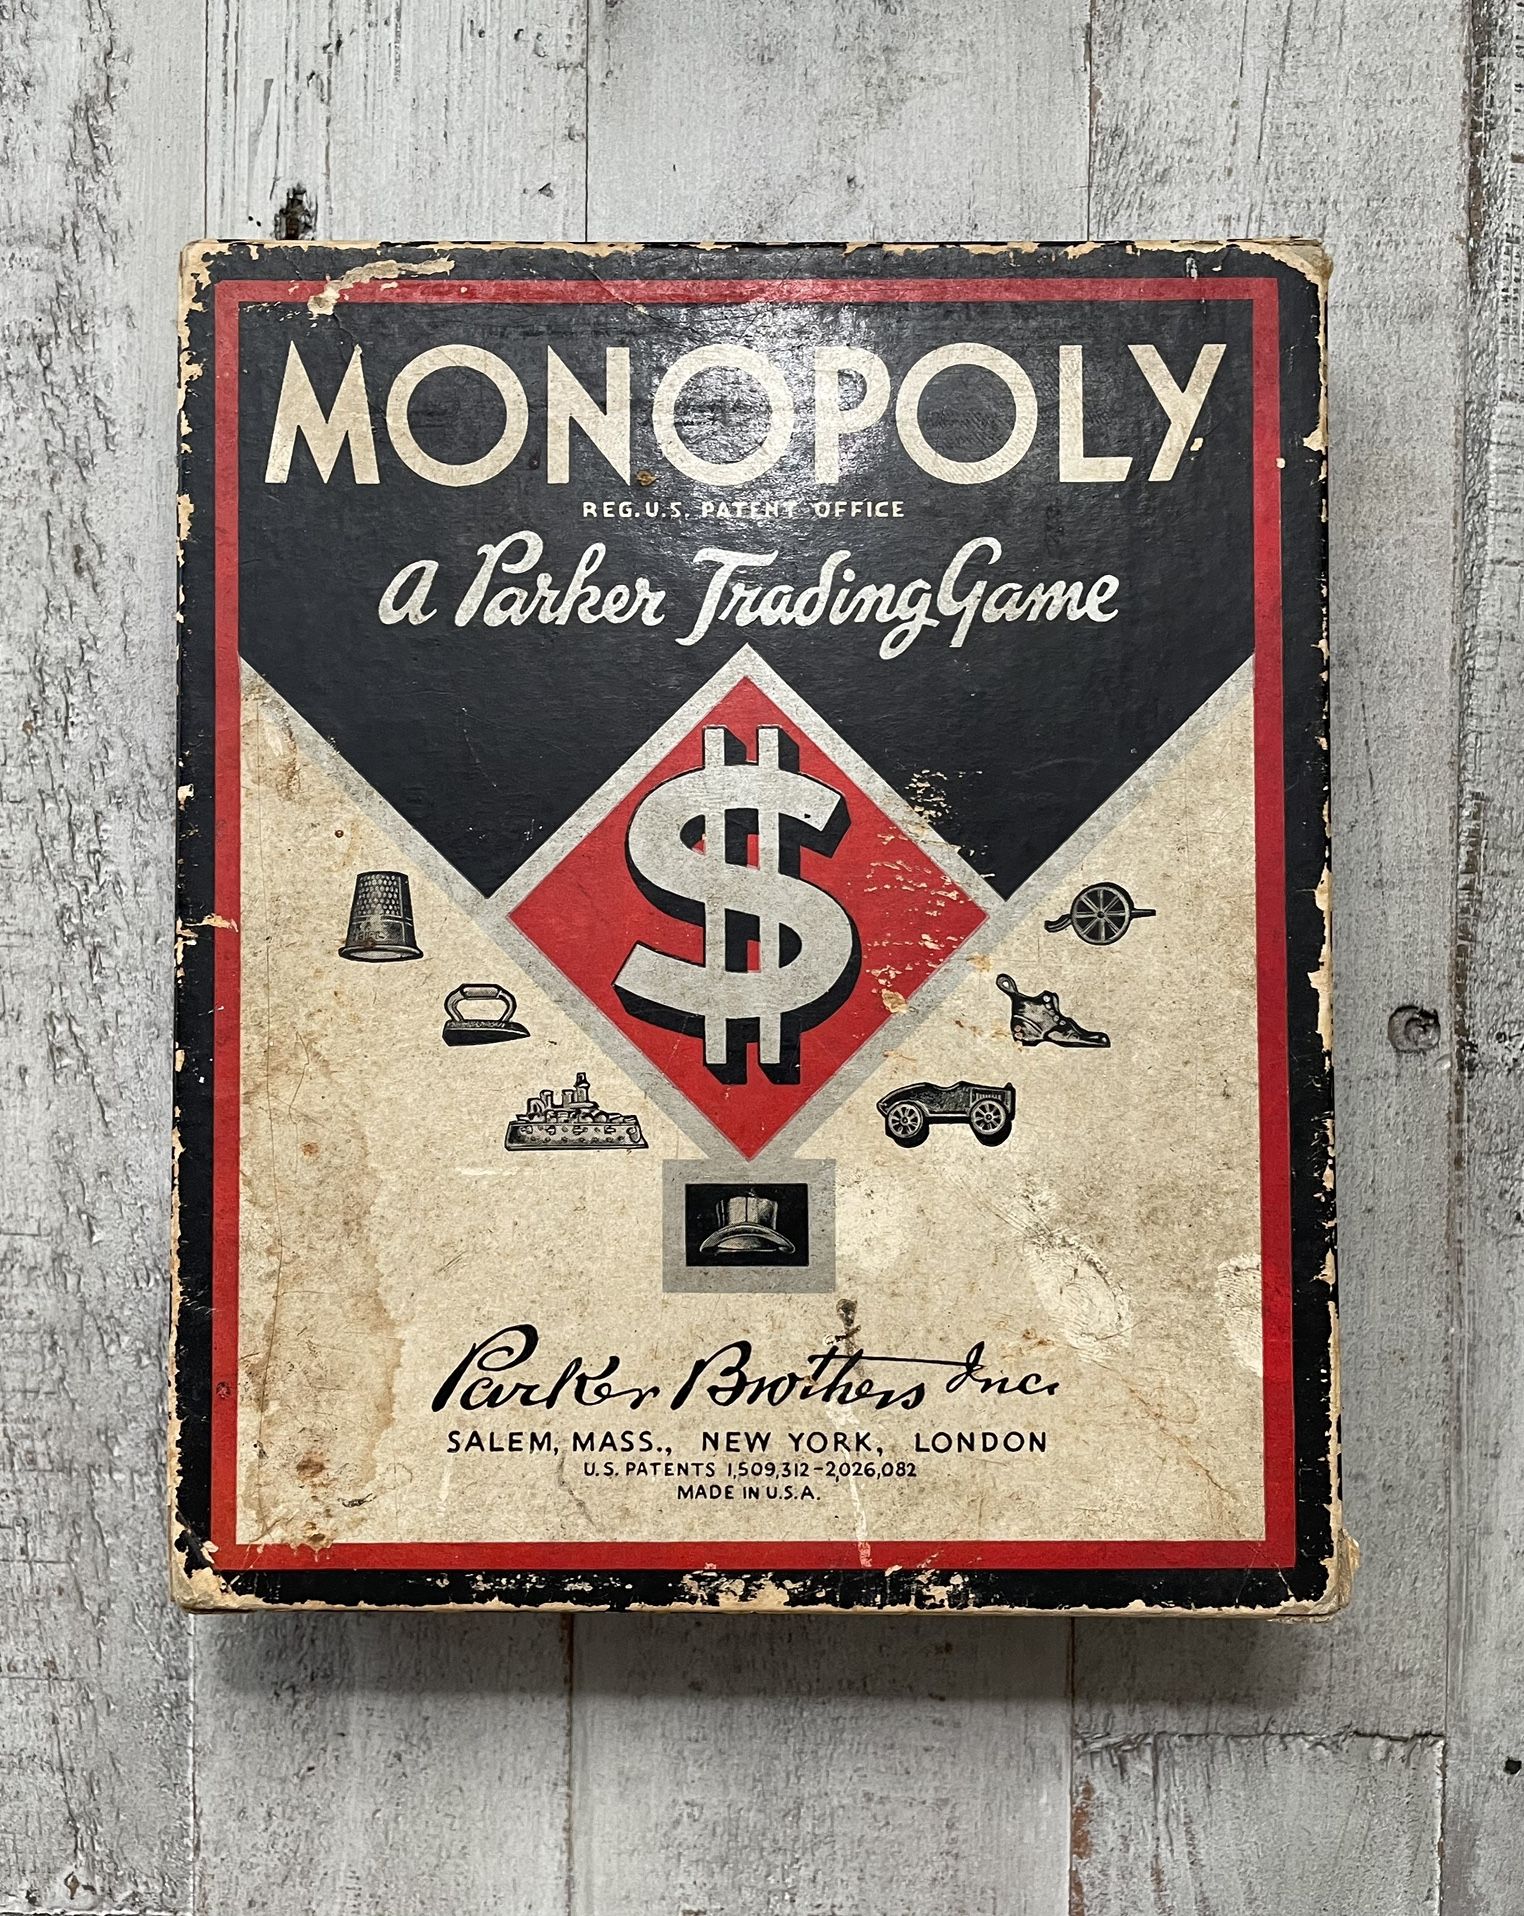 MONOPOLY
REG. U.S. PATENT OFFICE
a Parker Trading Game
$
Parker Brothers Inc.
SALEM, MASS., NEW YORK, LONDON
U.S. PATENTS 1,509,312-2,026,082
MADE IN U.S.A.